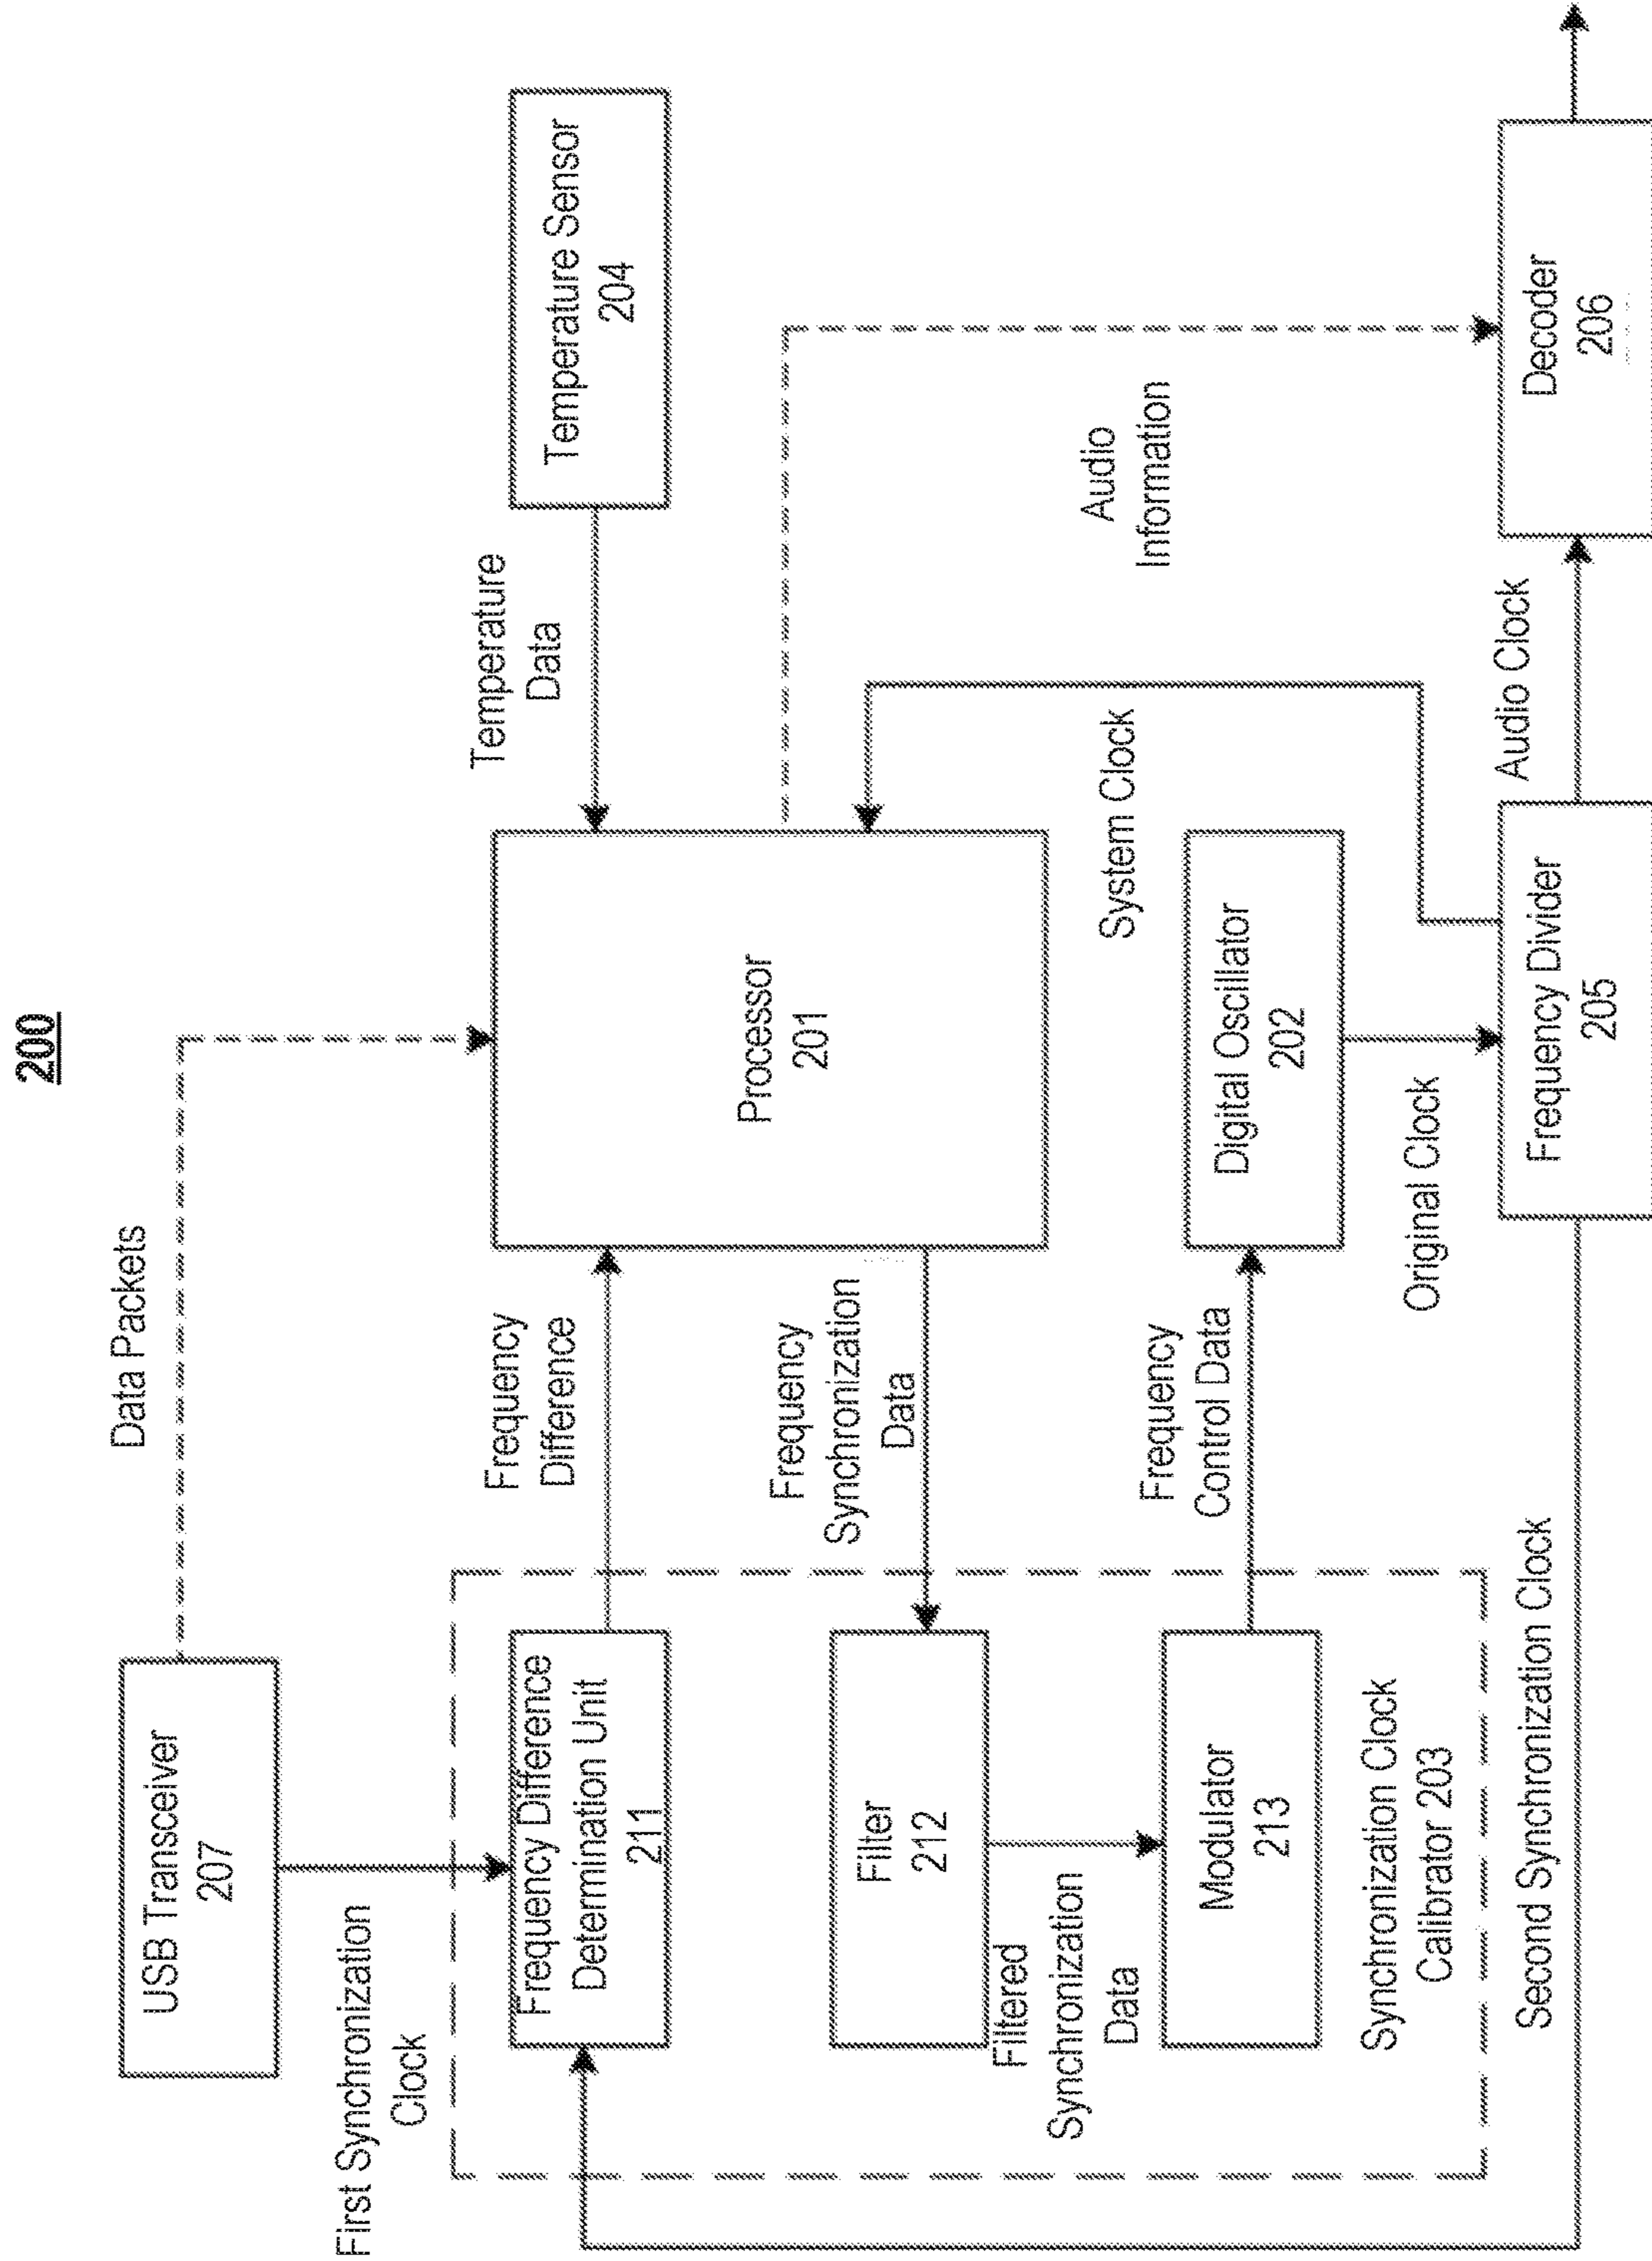 200
Data Packets
USB Transceiver
207
First Synchronization
Clock
Frequency Difference
Determination Unit
211
Frequency
Difference
Temperature
Data
Temperature Sensor
204
Processor
201
Filter
212
Frequency
Synchronization
Data
Filtered
Synchronization
Data
Modulator
213
Frequency
Control Data
Digital Oscillator
202
System Clock
Audio
Information
Synchronization Clock
Calibrator 203
Original Clock
Second Synchronization Clock
Frequency Divider
205
Audio Clock
Decoder
206